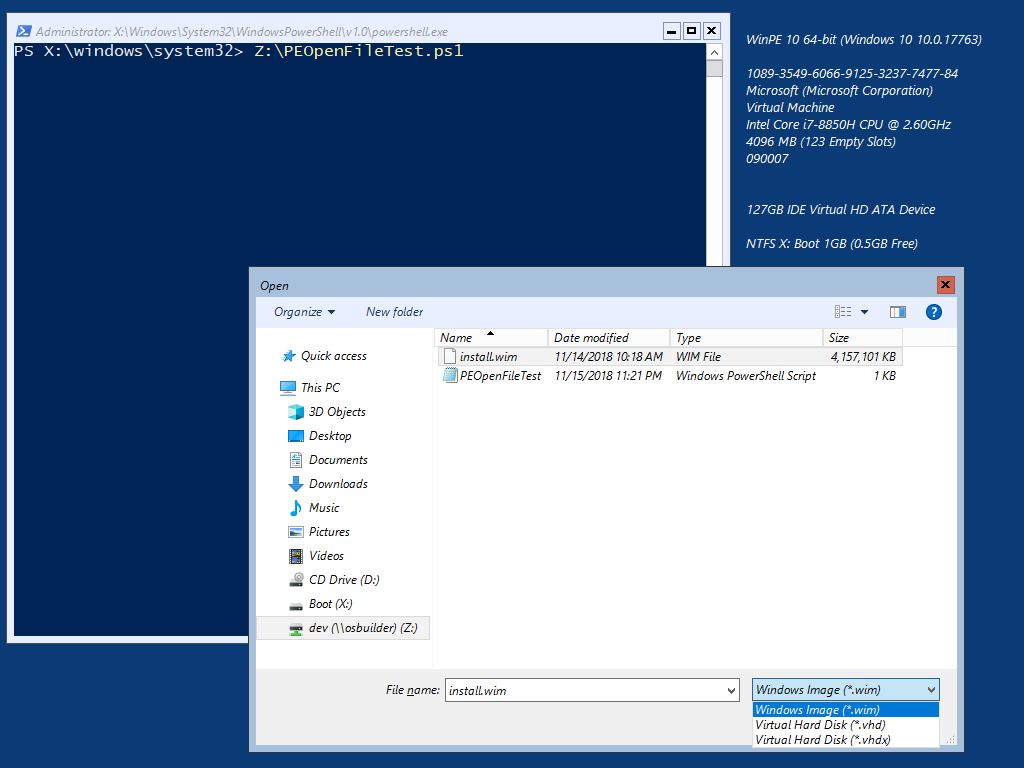 Administrator: X:\Windows\System32\WindowsPowerShell\v1.0\powershell.exe
PS X:\windows\system32> Z:\PEOpenFileTest.ps1
WinPE 10 64-bit (Windows 10 10.0.17763)
1089-3549-6066-9125-3237-7477-84
Microsoft (Microsoft Corporation)
Virtual Machine
Intel Core i7-8850H CPU @ 2.60GHz
4096 MB (123 Empty Slots)
090007
127GB IDE Virtual HD ATA Device
NTFS X: Boot 1GB (0.5GB Free)
Open
Organize New folder ?
Name Date modified Type Size
install.wim 11/14/2018 10:18 AM WIM File 4,157,101 KB
PEOpenFileTest 11/15/2018 11:21 PM Windows PowerShell Script 1 KB
Quick access
This PC
3D Objects
Desktop
Documents
Downloads
Music
Pictures
Videos
CD Drive (D:)
Boot (X:)
dev (\\osbuilder) (Z:)
File name: install.wim Windows Image (*.wim)
Windows Image (*.wim)
Virtual Hard Disk (*.vhd)
Virtual Hard Disk (*.vhdx)